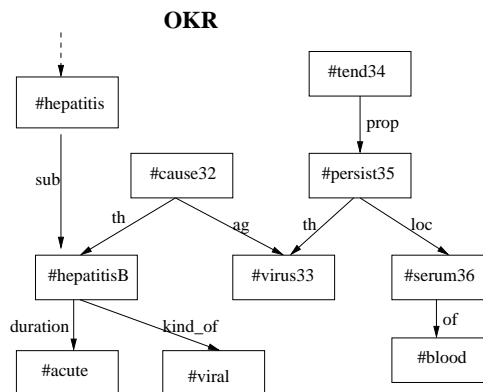 OKR
#tend34
#hepatitis
prop
sub
#cause32
#persist35
th
ag
th
loc
#hepatitisB
#virus33
#serum36
duration
kind_of
of
#acute
#viral
#blood